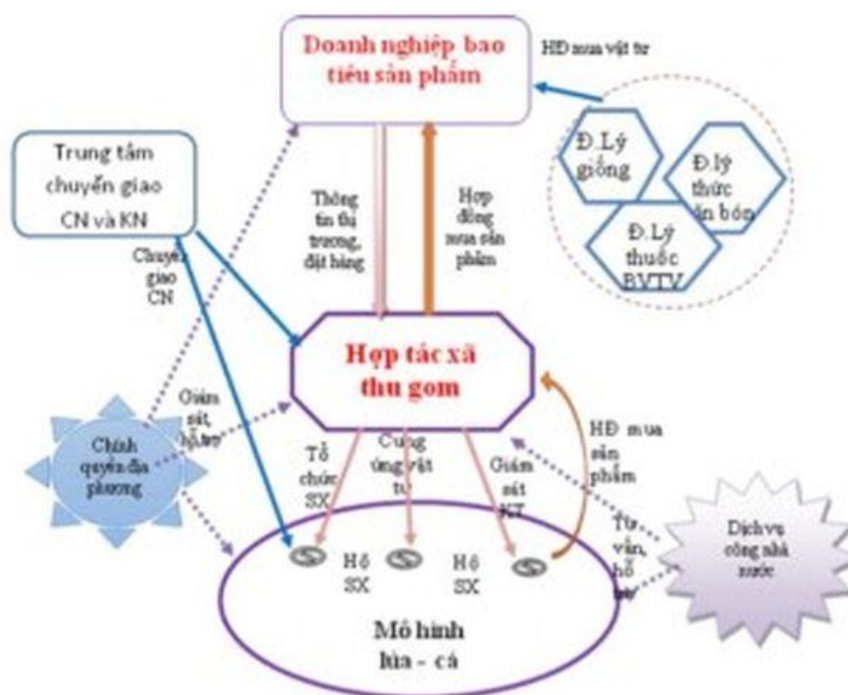 Doanh nghiệp bao
tiêu sản phẩm
HĐ mua vật tư
Đ.Lý
giống
Đ.lý
thức
ăn bón
Đ.Lý
thuốc
BVTV
Trung tâm
chuyển giao
CN và KN
Thông
tin thị
trường,
đặt hàng
Hợp
đồng
mua sản
phẩm
Chuyển
giao
CN
Hợp tác xã
thu gom
Giám
sát,
hỗ trợ
Chính
quyền địa
phương
Tổ
chức
SX
Cung
ứng vật
tư
Giám
sát
KT
HĐ mua
sản
phẩm
Tư
vấn,
hỗ
trợ
Dịch vụ
công nhà
nước
Hộ
SX
Hộ
SX
Mô hình
lúa - cá